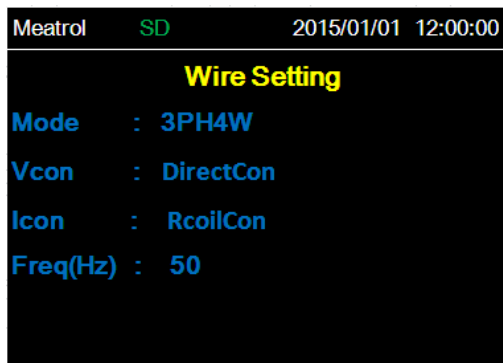 Meatrol SD 2015/01/01 12:00:00
Wire Setting
Mode : 3PH4W
Vcon : DirectCon
Icon : RcoilCon
Freq(Hz) : 50